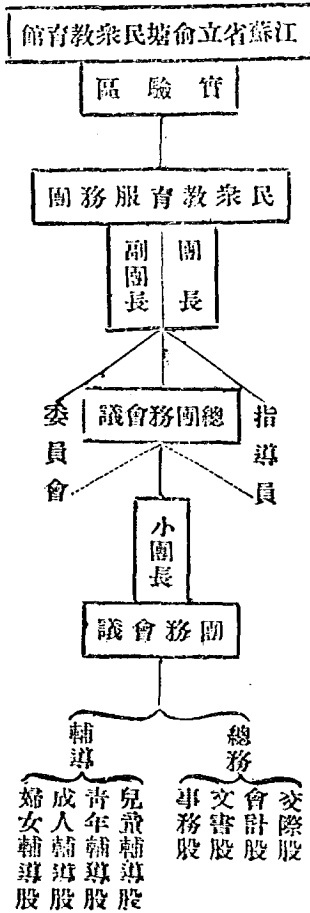 江蘇省立俞塘民衆教育館
實驗區
民衆教育服務團
團長
副團長
總團務會議
指導員
委員會
小團長
團務會議
總務
輔導
交際股
會計股
文書股
事務股
兒童輔導股
青年輔導股
成人輔導股
婦女輔導股